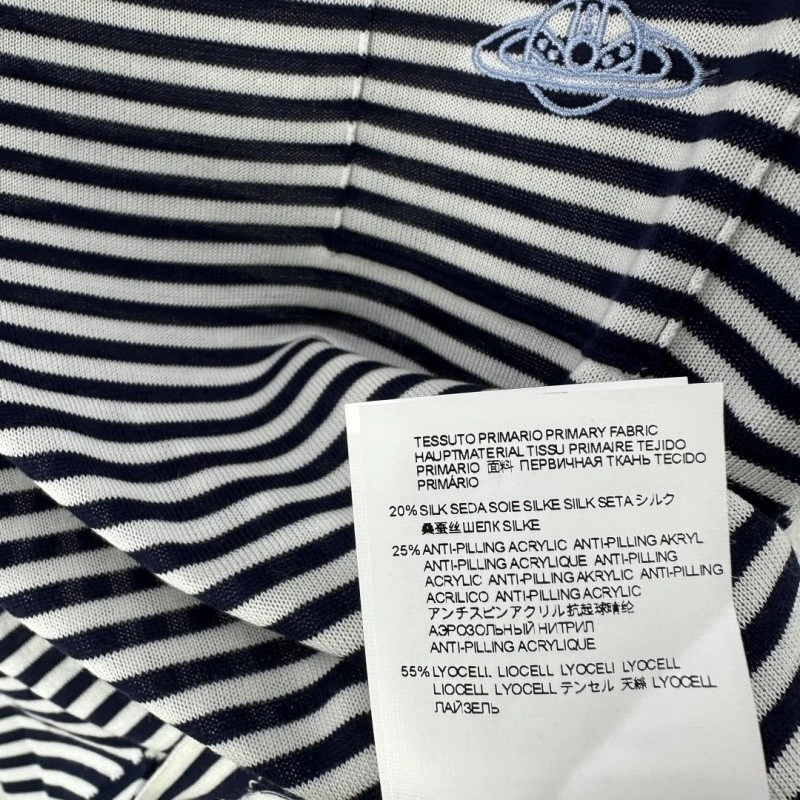 TESSUTO PRIMARIO PRIMARY FABRIC
HAUPTMATERIAL TISSU PRIMAIRE TEJIDO
PRIMARIO 面料 ПЕРВИЧНАЯ ТКАНЬ TECIDO
PRIMÁRIO
20% SILK SEDA SOIE SILKE SIILK SETA シルク
桑蚕丝 ШЕЛК SILKE
25% ANTI-PILLING ACRYLIC ANTI-PILLING AKRYL
ANTI-PILLING ACRYLIQUE ANTI-PILLING
ACRYLIC ANTI-PILLING AKRYLIC ANTI-PILLING
ACRILICO ANTI-PILLING ACRYLIC
アンチスピンアクリル 抗起球晴纶
АЭРОЗОЛЬНЫЙ НИТРИЛ
ANTI-PILLING ACRYLIQUE
55% LYOCELL LIOCELL LYOCELI LYOCELL
LIOCELL LYOCELL テンセル 天絲 LYOCELL
ЛАЙЗЕЛЬ